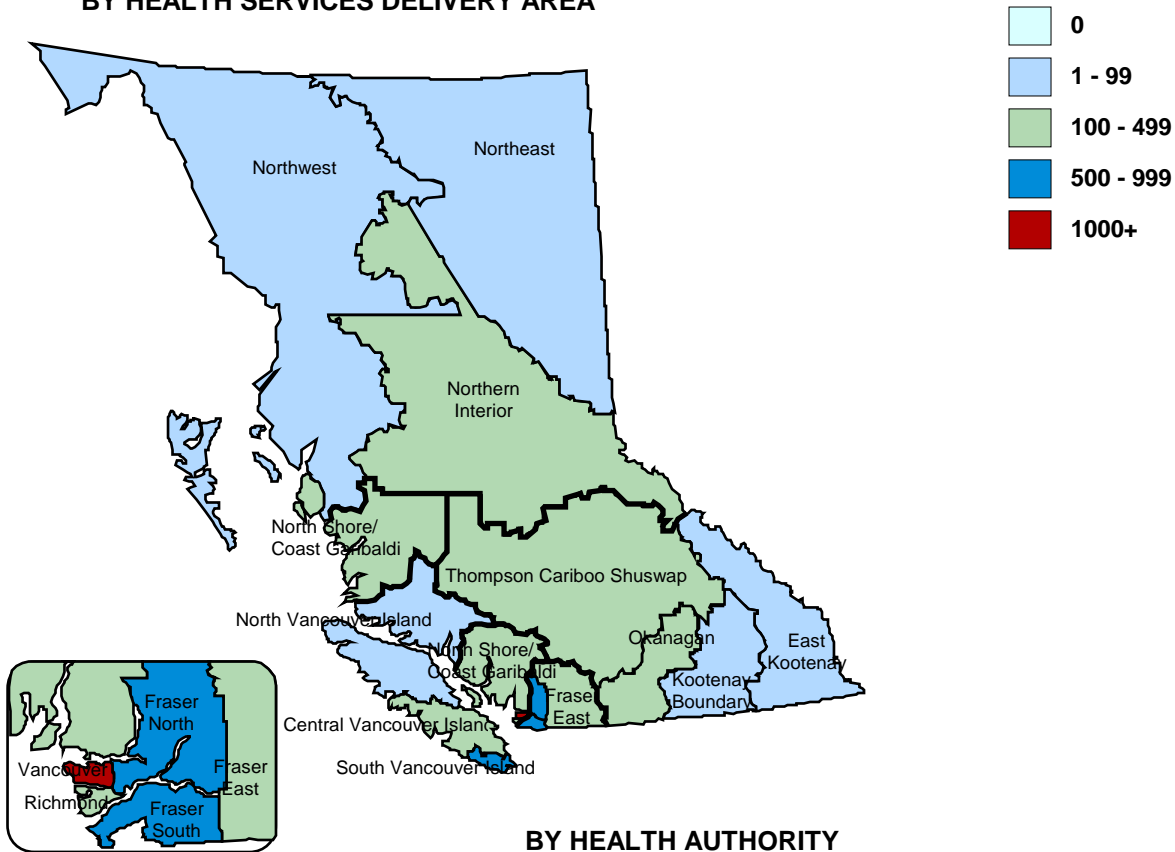 BY HEALTH SERVICES DELIVERY AREA
0
1 - 99
100 - 499
500 - 999
1000+
Northwest
Northeast
Northern
Interior
North Shore/
Coast Garibaldi
Thompson Cariboo Shuswap
North Vancouver Island
Okanagan
East
Kootenay
North Shore/
Coast Garibaldi
Kootenay
Boundary
Fraser
East
Central Vancouver Island
South Vancouver Island
Fraser
North
Vancouver
Fraser
East
Richmond
Fraser
South
BY HEALTH AUTHORITY